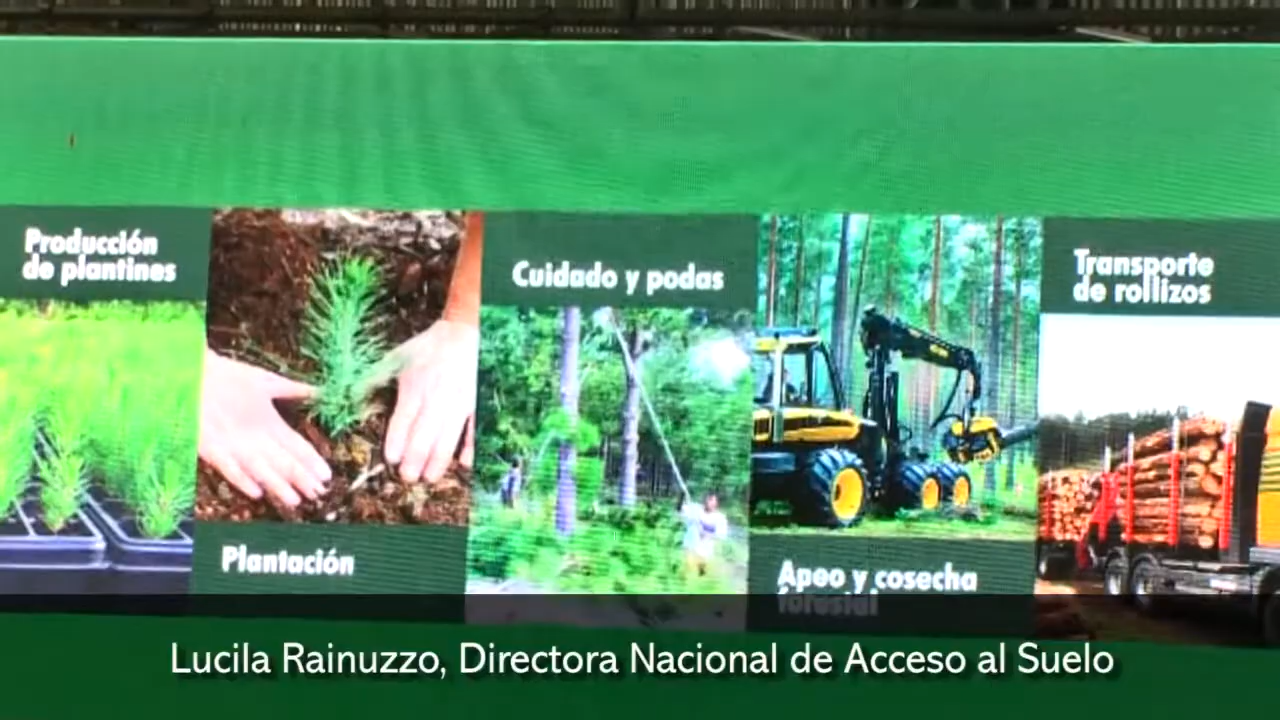 Producción
de plantines
Plantación
Cuidado y podas
Apeo y cosecha
forestal
Transporte
de rollizos
Lucila Rainuzzo, Directora Nacional de Acceso al Suelo